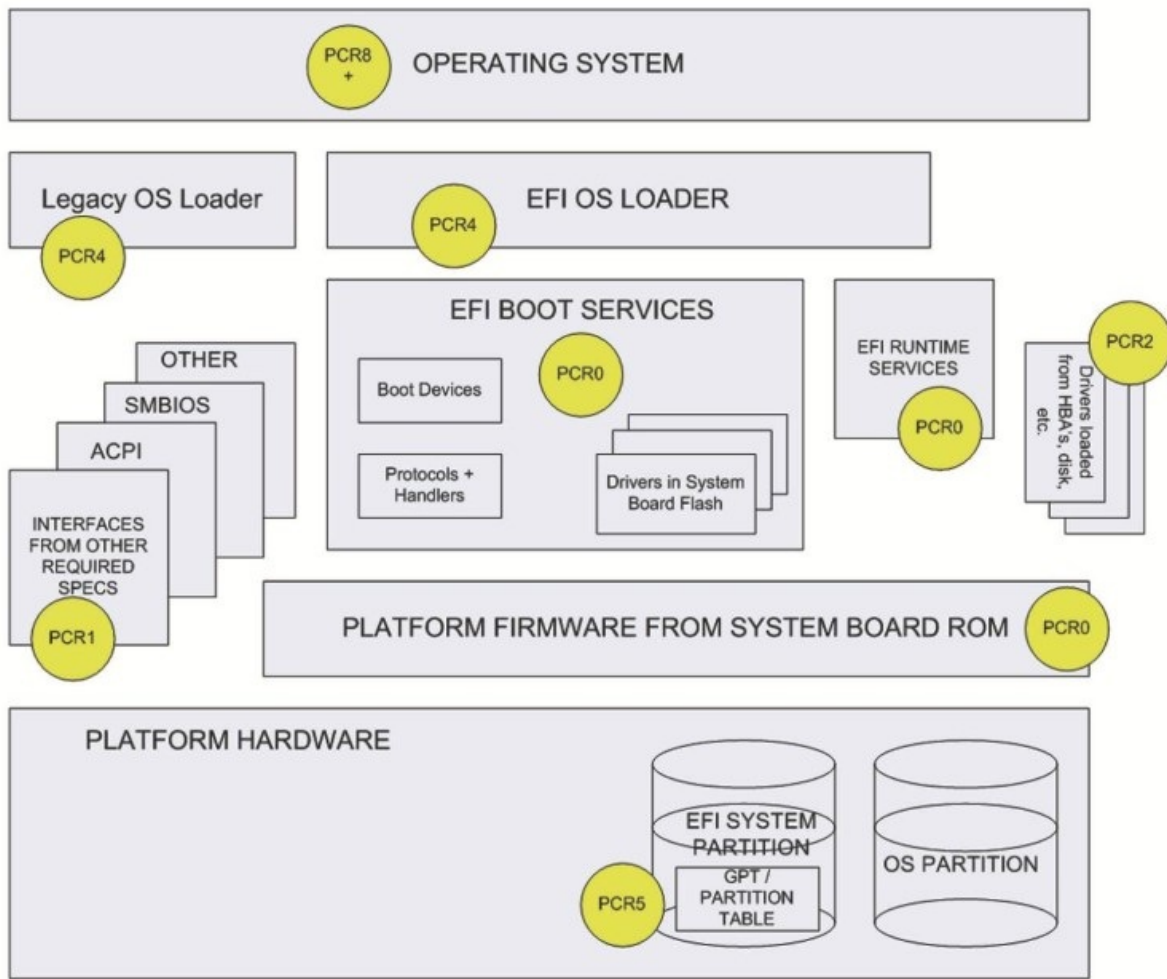 PCR8
+
OPERATING SYSTEM
Legacy OS Loader
PCR4
EFI OS LOADER
PCR4
EFI BOOT SERVICES
Boot Devices
PCR0
Protocols +
Handlers
Drivers in System
Board Flash
EFI RUNTIME
SERVICES
PCR0
PCR2
Drivers loaded
from HBA's, disk,
etc.
OTHER
SMBIOS
ACPI
INTERFACES
FROM OTHER
REQUIRED
SPECS
PCR1
PLATFORM FIRMWARE FROM SYSTEM BOARD ROM
PCR0
PLATFORM HARDWARE
EFI SYSTEM
PARTITION
GPT /
PARTITION
TABLE
PCR5
OS PARTITION